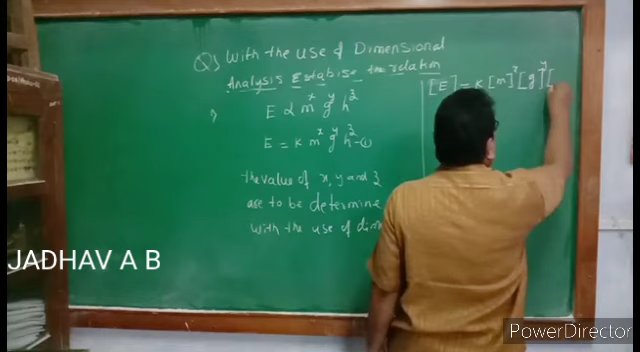 Q) With the use of Dimensional
Analysis Estabise the relation
E ∝ m^x g^y h^z
E = K m^x g^y h^z -①
the value of x, y and z
are to be determine
with the use of dim
[E] = K [m]^x [g]^y [
JADHAV A B
PowerDirector